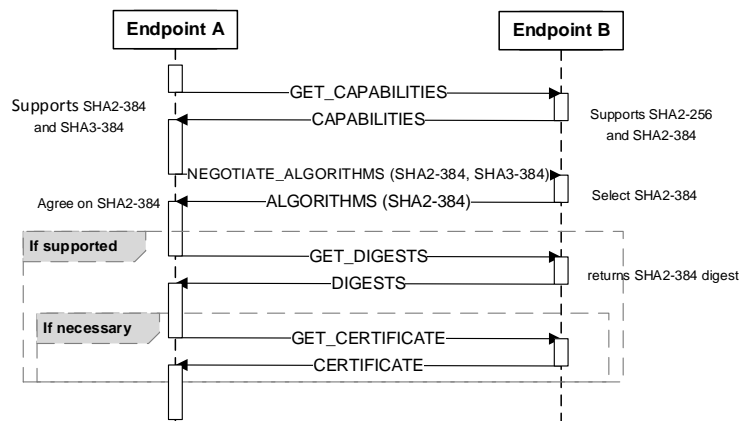 Endpoint A
Endpoint B
GET_CAPABILITIES
Supports SHA2-384
and SHA3-384
CAPABILITIES
Supports SHA2-256
and SHA2-384
NEGOTIATE_ALGORITHMS (SHA2-384, SHA3-384)
Agree on SHA2-384
ALGORITHMS (SHA2-384)
Select SHA2-384
If supported
GET_DIGESTS
DIGESTS
returns SHA2-384 digest
If necessary
GET_CERTIFICATE
CERTIFICATE